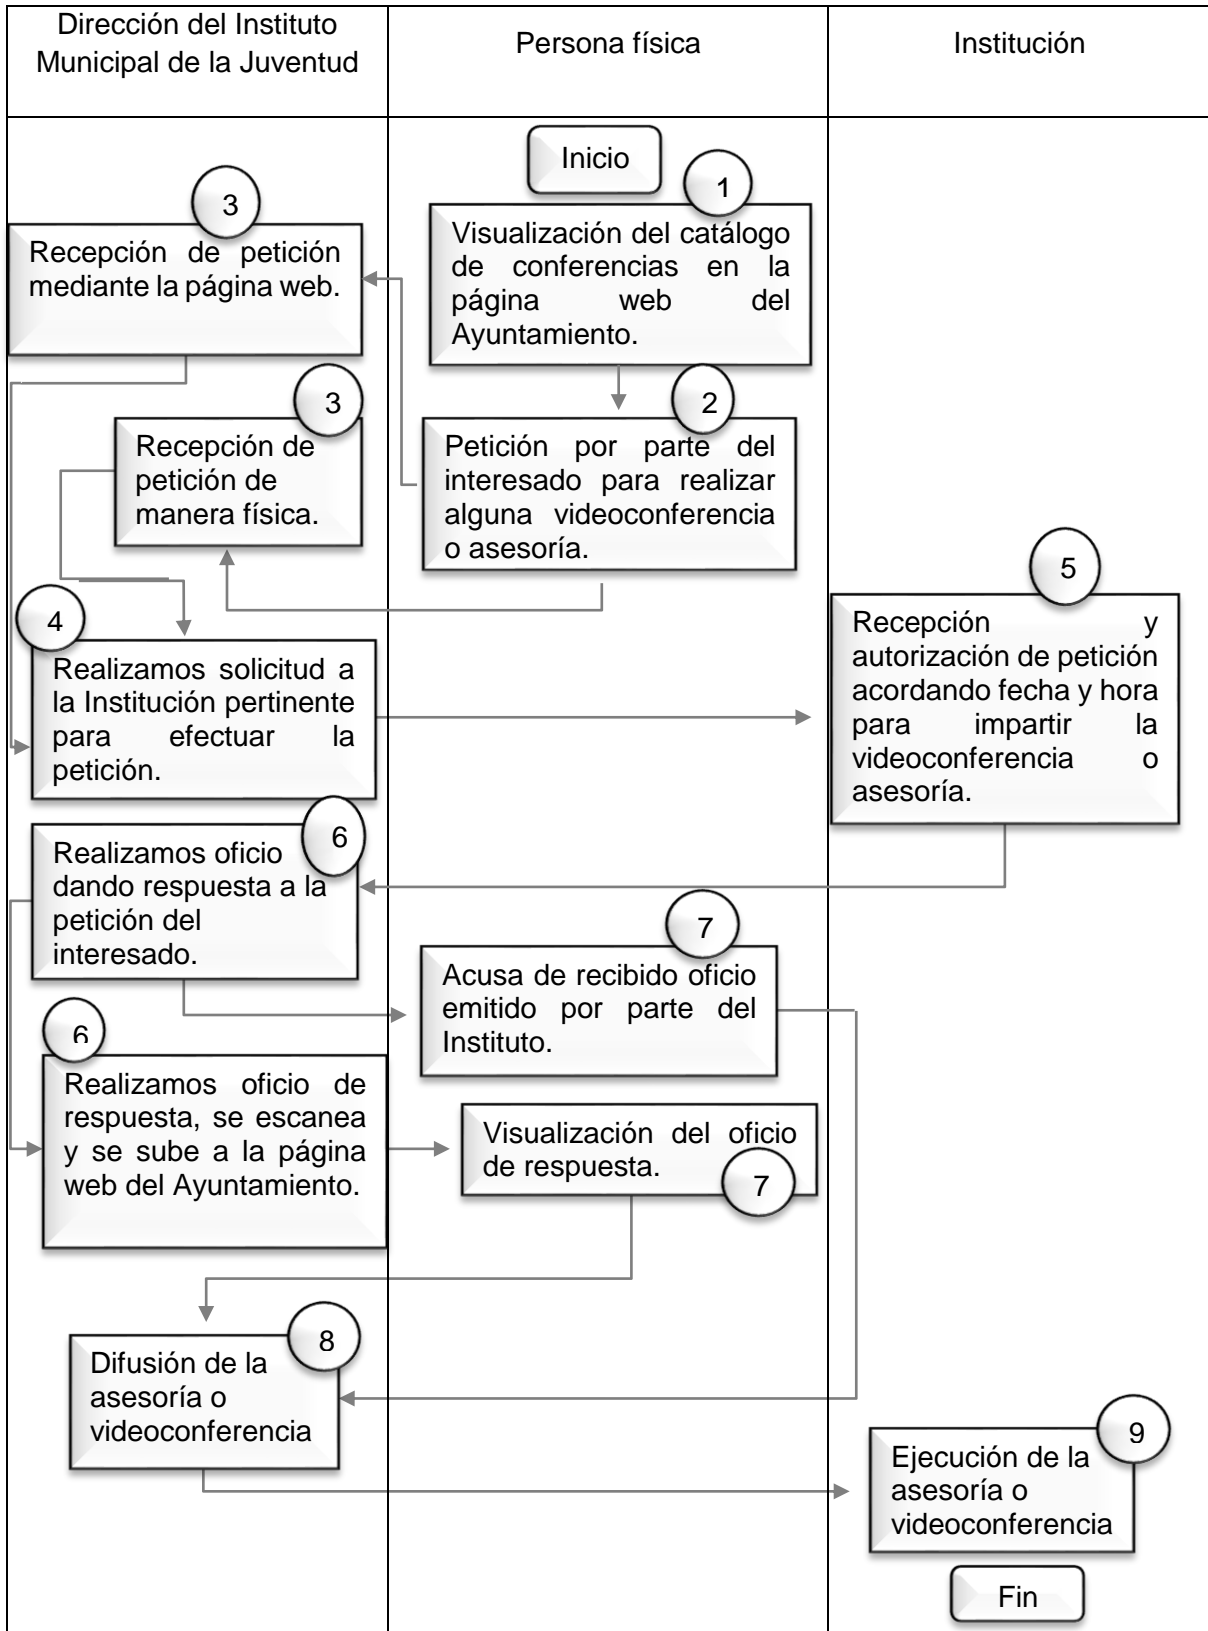 Dirección del Instituto
Municipal de la Juventud
Persona física
Institución
Inicio
1
Visualización del catálogo
de conferencias en la
página web del
Ayuntamiento.
2
Petición por parte del
interesado para realizar
alguna videoconferencia
o asesoría.
3
Recepción de petición
mediante la página web.
3
Recepción de
petición de
manera física.
4
Realizamos solicitud a
la Institución pertinente
para efectuar la
petición.
5
Recepción y
autorización de petición
acordando fecha y hora
para impartir la
videoconferencia o
asesoría.
6
Realizamos oficio
dando respuesta a la
petición del
interesado.
7
Acusa de recibido oficio
emitido por parte del
Instituto.
6
Realizamos oficio de
respuesta, se escanea
y se sube a la página
web del Ayuntamiento.
Visualización del oficio
de respuesta.
7
8
Difusión de la
asesoría o
videoconferencia
9
Ejecución de la
asesoría o
videoconferencia
Fin